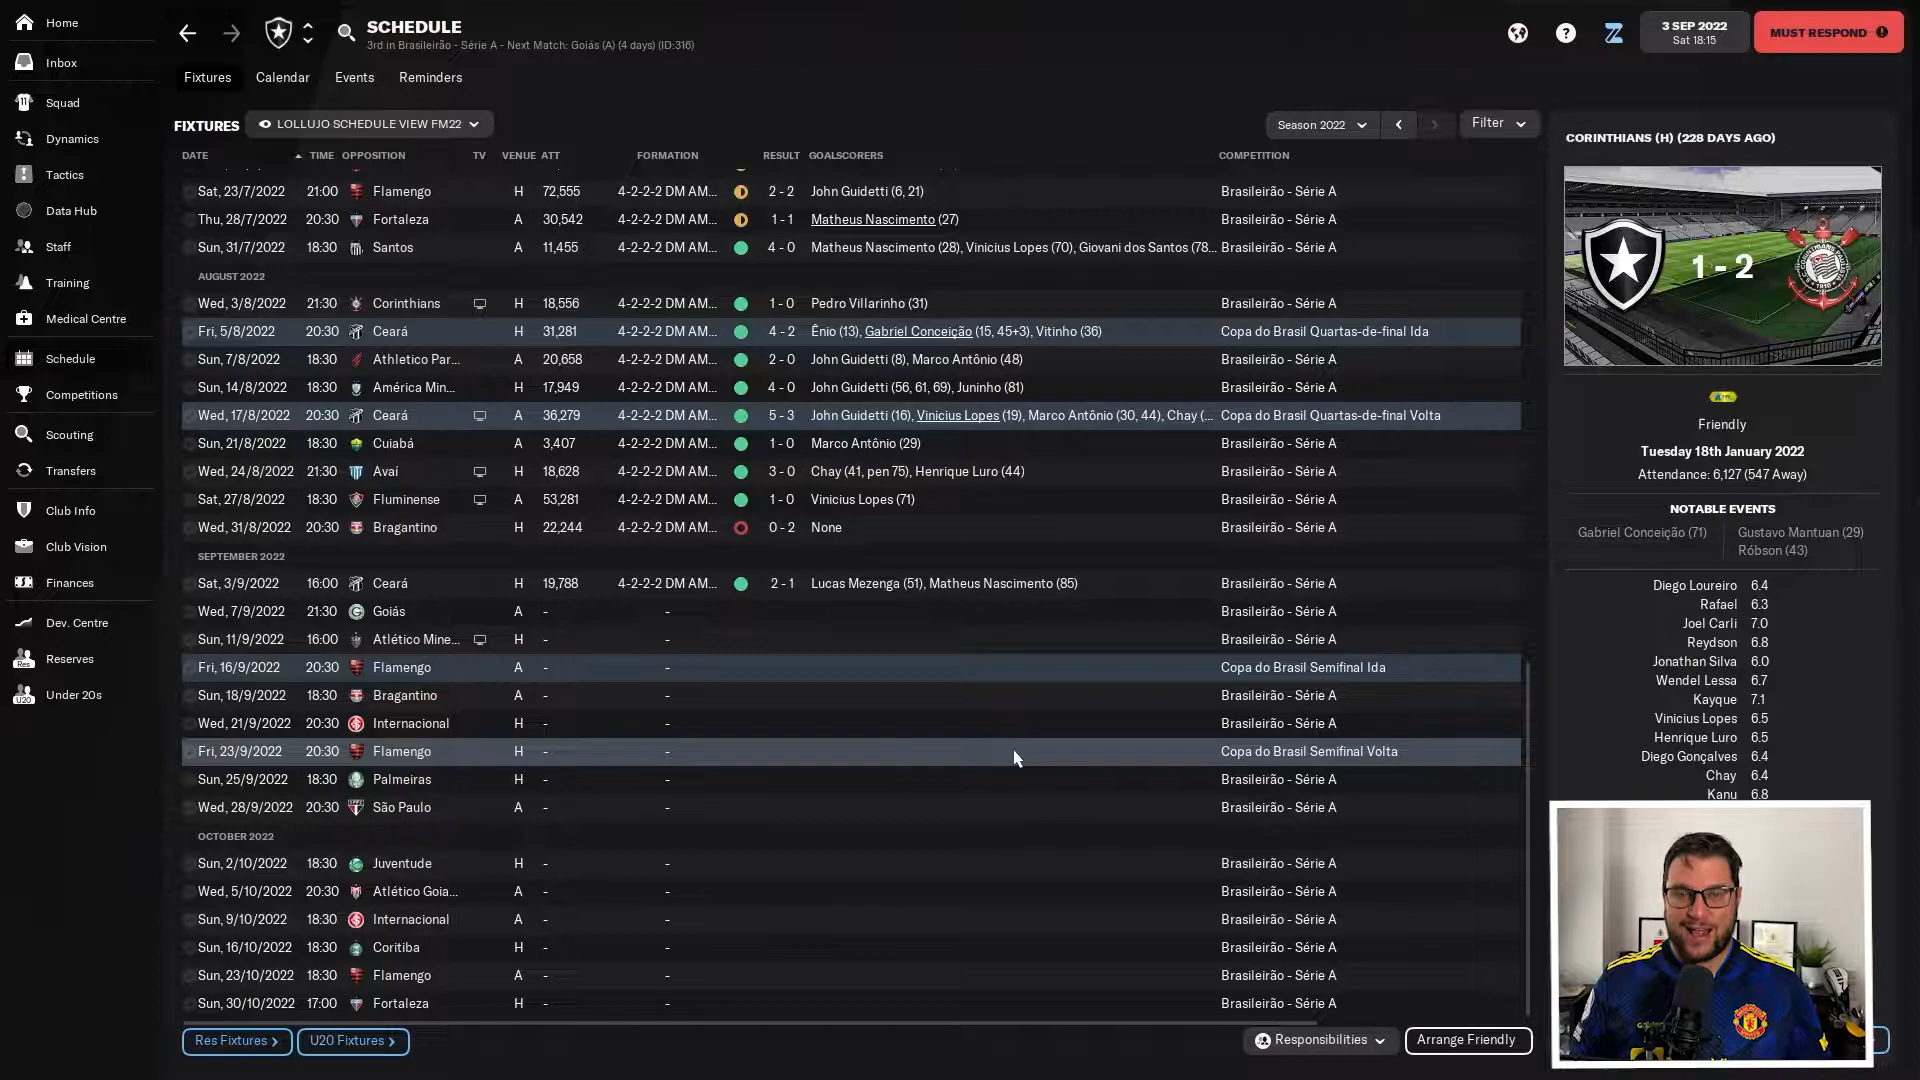 Home
Inbox
Squad
Dynamics
Tactics
Data Hub
Staff
Training
Medical Centre
Schedule
Competitions
Scouting
Transfers
Club Info
Club Vision
Finances
Dev. Centre
Res Reserves
U20 Under 20s
SCHEDULE
3rd in Brasileirão - Série A - Next Match: Goiás (A) (4 days) (ID:316)
3 SEP 2022
Sat 18:15
MUST RESPOND
Fixtures Calendar Events Reminders
FIXTURES LOLLUJO SCHEDULE VIEW FM22 Season 2022 Filter
DATE TIME OPPOSITION TV VENUE ATT FORMATION RESULT GOALSCORERS COMPETITION
Sat, 23/7/2022 21:00 Flamengo H 72,555 4-2-2-2 DM AM... 2 - 2 John Guidetti (6, 21) Brasileirão - Série A
Thu, 28/7/2022 20:30 Fortaleza A 30,542 4-2-2-2 DM AM... 1 - 1 Matheus Nascimento (27) Brasileirão - Série A
Sun, 31/7/2022 18:30 Santos A 11,455 4-2-2-2 DM AM... 4 - 0 Matheus Nascimento (28), Vinicius Lopes (70), Giovani dos Santos (78... Brasileirão - Série A
AUGUST 2022
Wed, 3/8/2022 21:30 Corinthians H 18,556 4-2-2-2 DM AM... 1 - 0 Pedro Villarinho (31) Brasileirão - Série A
Fri, 5/8/2022 20:30 Ceará H 31,281 4-2-2-2 DM AM... 4 - 2 Ênio (13), Gabriel Conceição (15, 45+3), Vitinho (36) Copa do Brasil Quartas-de-final Ida
Sun, 7/8/2022 18:30 Athletico Par... A 20,658 4-2-2-2 DM AM... 2 - 0 John Guidetti (8), Marco Antônio (48) Brasileirão - Série A
Sun, 14/8/2022 18:30 América Min... H 17,949 4-2-2-2 DM AM... 4 - 0 John Guidetti (56, 61, 69), Juninho (81) Brasileirão - Série A
Wed, 17/8/2022 20:30 Ceará A 36,279 4-2-2-2 DM AM... 5 - 3 John Guidetti (16), Vinicius Lopes (19), Marco Antônio (30, 44), Chay (... Copa do Brasil Quartas-de-final Volta
Sun, 21/8/2022 18:30 Cuiabá A 3,407 4-2-2-2 DM AM... 1 - 0 Marco Antônio (29) Brasileirão - Série A
Wed, 24/8/2022 21:30 Avaí H 18,628 4-2-2-2 DM AM... 3 - 0 Chay (41, pen 75), Henrique Luro (44) Brasileirão - Série A
Sat, 27/8/2022 18:30 Fluminense A 53,281 4-2-2-2 DM AM... 1 - 0 Vinicius Lopes (71) Brasileirão - Série A
Wed, 31/8/2022 20:30 Bragantino H 22,244 4-2-2-2 DM AM... 0 - 2 None Brasileirão - Série A
SEPTEMBER 2022
Sat, 3/9/2022 16:00 Ceará H 19,788 4-2-2-2 DM AM... 2 - 1 Lucas Mezenga (51), Matheus Nascimento (85) Brasileirão - Série A
Wed, 7/9/2022 21:30 Goiás A - - Brasileirão - Série A
Sun, 11/9/2022 16:00 Atlético Mine... H - - Brasileirão - Série A
Fri, 16/9/2022 20:30 Flamengo A - - Copa do Brasil Semifinal Ida
Sun, 18/9/2022 18:30 Bragantino A - - Brasileirão - Série A
Wed, 21/9/2022 20:30 Internacional H - - Brasileirão - Série A
Fri, 23/9/2022 20:30 Flamengo H - - Copa do Brasil Semifinal Volta
Sun, 25/9/2022 18:30 Palmeiras H - - Brasileirão - Série A
Wed, 28/9/2022 20:30 São Paulo A - - Brasileirão - Série A
OCTOBER 2022
Sun, 2/10/2022 18:30 Juventude H - - Brasileirão - Série A
Wed, 5/10/2022 20:30 Atlético Goia... A - - Brasileirão - Série A
Sun, 9/10/2022 18:30 Internacional A - - Brasileirão - Série A
Sun, 16/10/2022 18:30 Coritiba H - - Brasileirão - Série A
Sun, 23/10/2022 18:30 Flamengo A - - Brasileirão - Série A
Sun, 30/10/2022 17:00 Fortaleza H - - Brasileirão - Série A
Res Fixtures U20 Fixtures Responsibilities Arrange Friendly
CORINTHIANS (H) (228 DAYS AGO)
1 - 2
Friendly
Tuesday 18th January 2022
Attendance: 6,127 (547 Away)
NOTABLE EVENTS
Gabriel Conceição (71) Gustavo Mantuan (29)
Róbson (43)
Diego Loureiro 6.4
Rafael 6.3
Joel Carli 7.0
Reydson 6.8
Jonathan Silva 6.0
Wendel Lessa 6.7
Kayque 7.1
Vinicius Lopes 6.5
Henrique Luro 6.5
Diego Gonçalves 6.4
Chay 6.4
Kanu 6.8